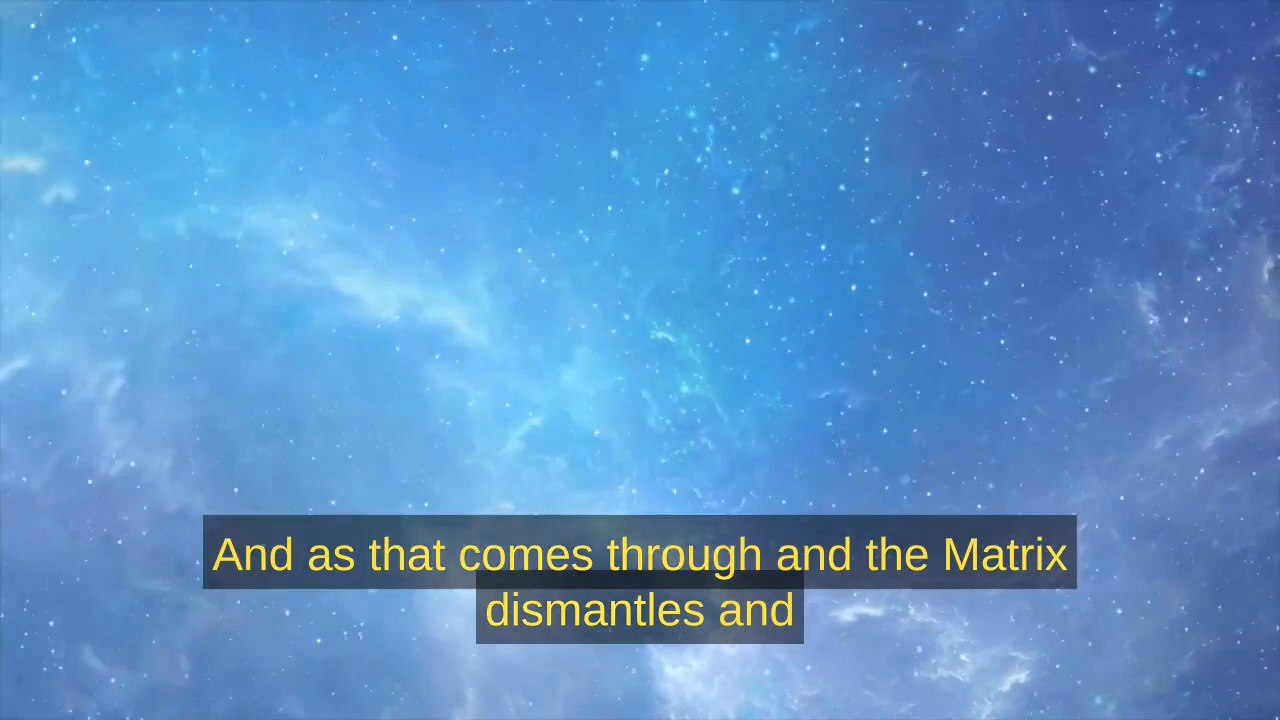 And as that comes through and the Matrix
dismantles and